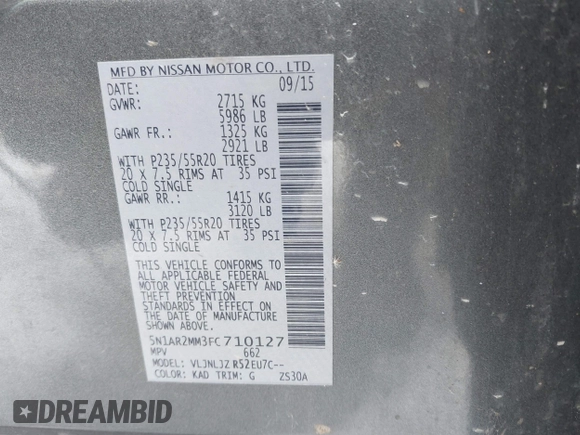 MFD BY NISSAN MOTOR CO., LTD.
DATE: 09/15
GVWR: 2715 KG
5986 LB
GAWR FR.: 1325 KG
2921 LB
WITH P235/55R20 TIRES
20 x 7.5 RIMS AT 35 PSI
COLD SINGLE
GAWR RR.: 1415 KG
3120 LB
WITH P235/55R20 TIRES
20 x 7.5 RIMS AT 35 PSI
COLD SINGLE
THIS VEHICLE CONFORMS TO
ALL APPLICABLE FEDERAL
MOTOR VEHICLE SAFETY AND
THEFT PREVENTION
STANDARDS IN EFFECT ON
THE DATE OF MANUFACTURE
SHOWN ABOVE.
5N1AR2MM3FC710127
MPV 662
MODEL: VLJNLJZ R52EU7C--
COLOR: KAD TRIM: G ZS30A
DREAMBID